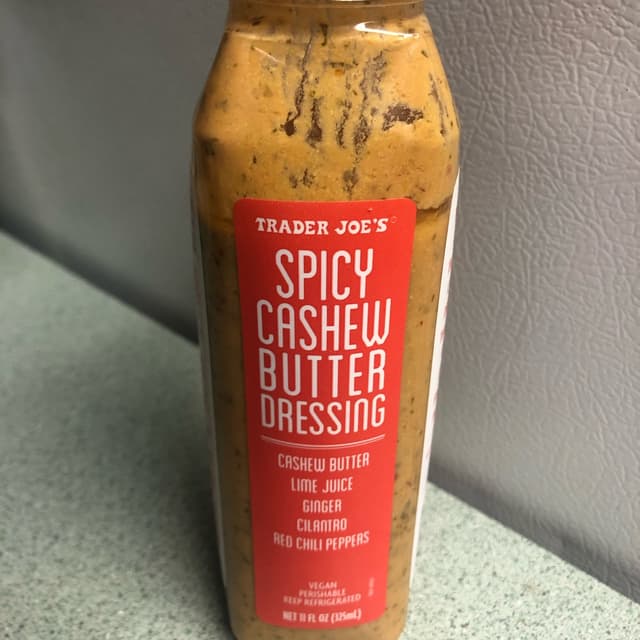 TRADER JOE'S
SPICY
CASHEW
BUTTER
DRESSING
CASHEW BUTTER
LIME JUICE
GINGER
CILANTRO
RED CHILI PEPPERS
VEGAN
PERISHABLE
KEEP REFRIGERATED
NET 11 FL OZ (325mL)